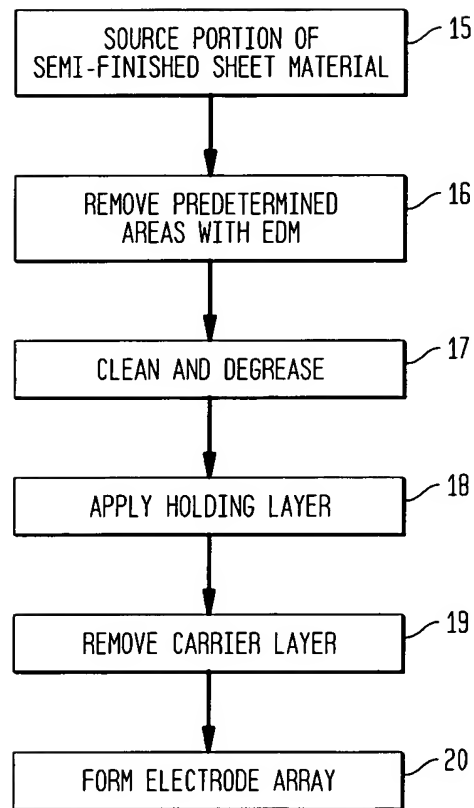 SOURCE PORTION OF
SEMI-FINISHED SHEET MATERIAL
15
REMOVE PREDETERMINED
AREAS WITH EDM
16
CLEAN AND DEGREASE
17
APPLY HOLDING LAYER
18
REMOVE CARRIER LAYER
19
FORM ELECTRODE ARRAY
20